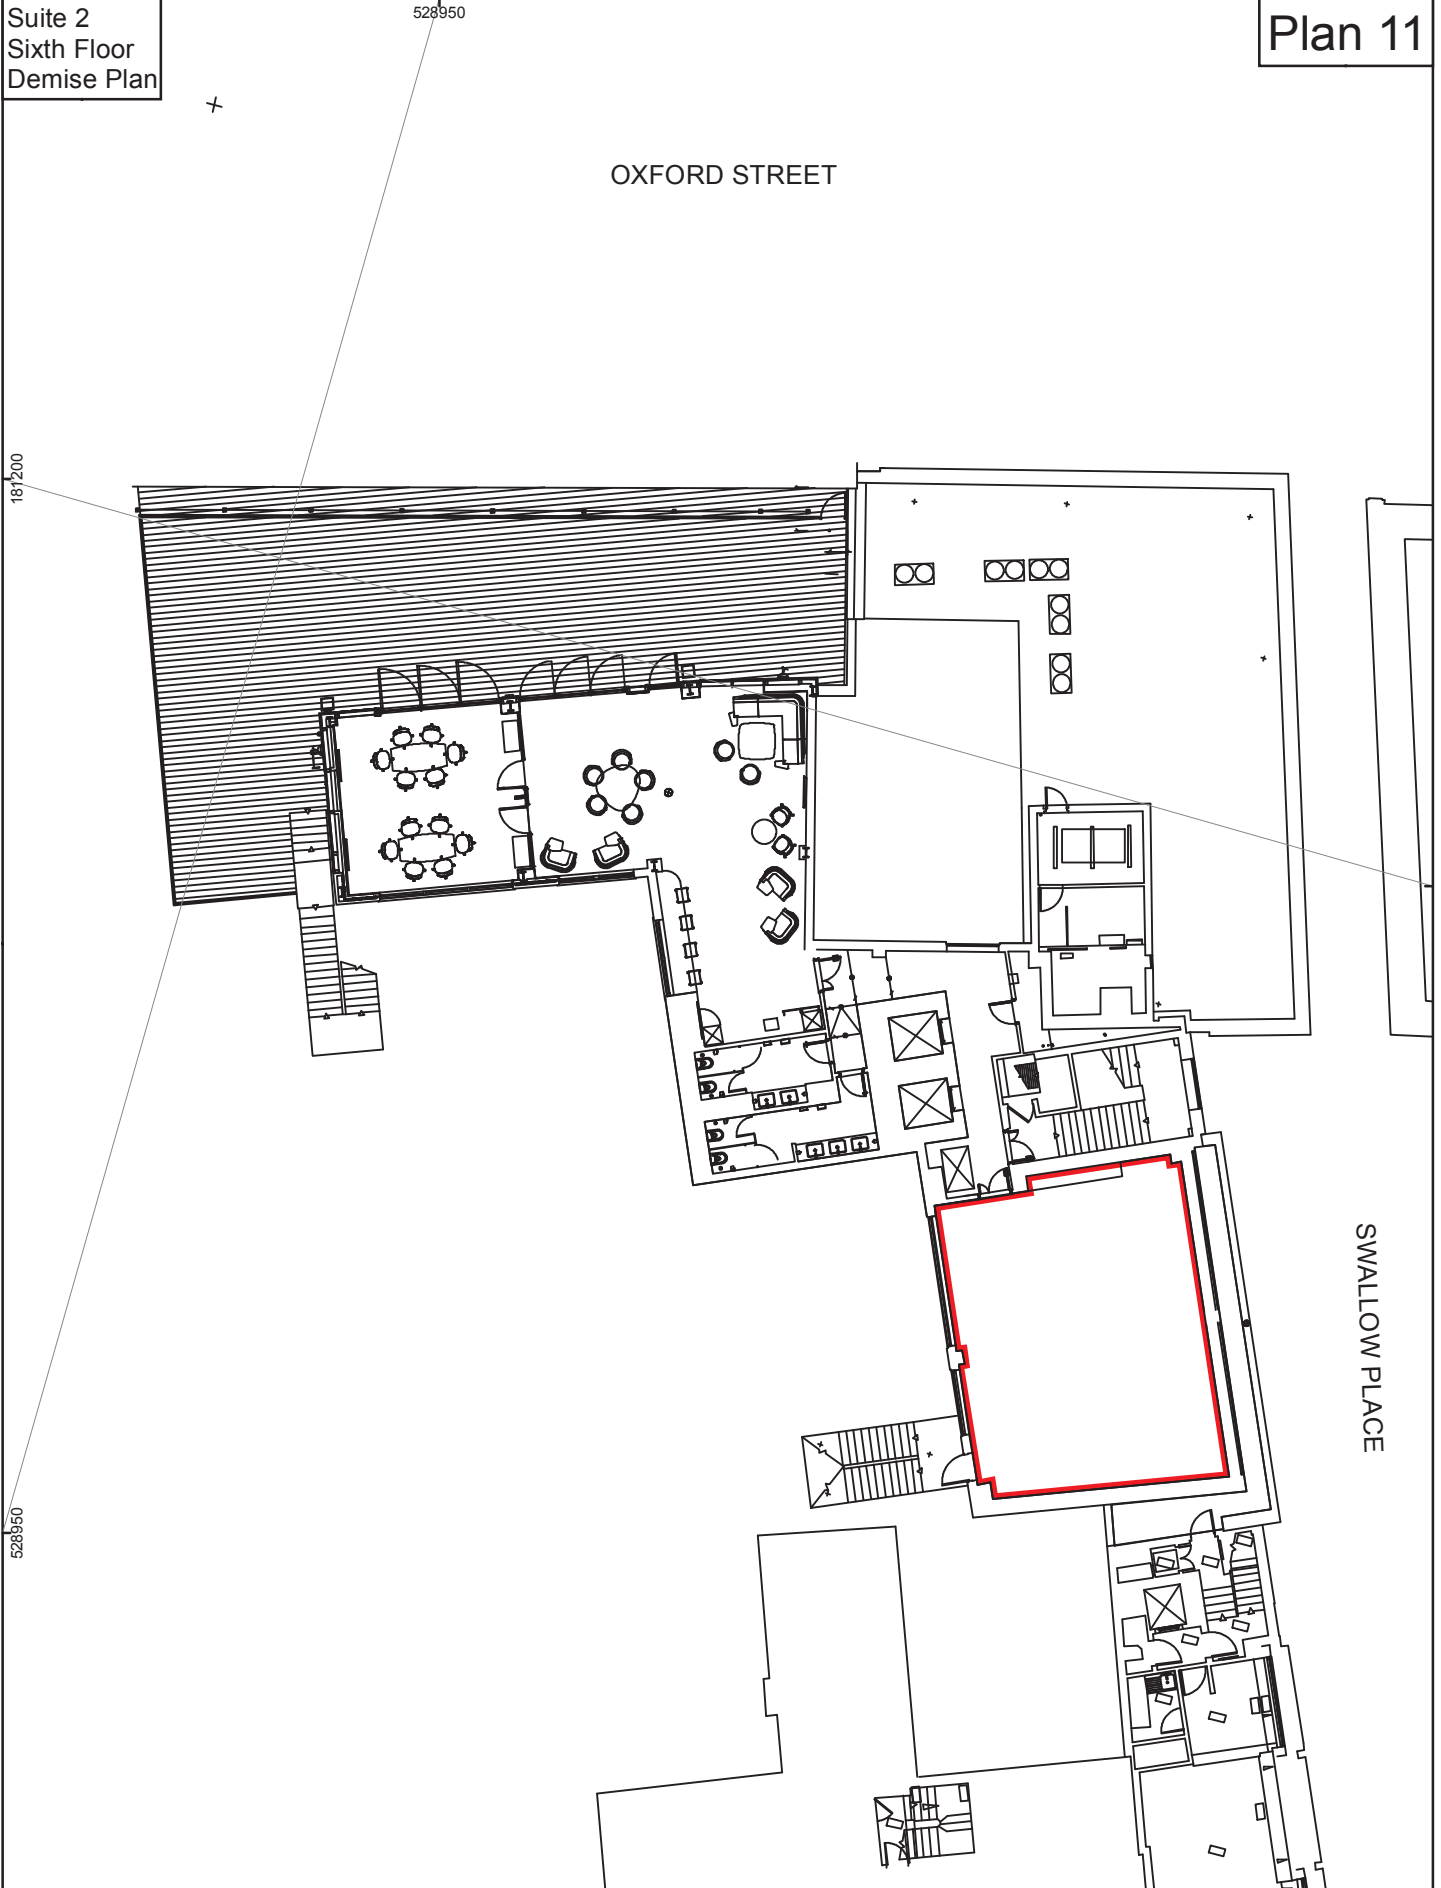 Suite 2
Sixth Floor
Demise Plan
528950
Plan 11
OXFORD STREET
181200
SWALLOW PLACE
528950